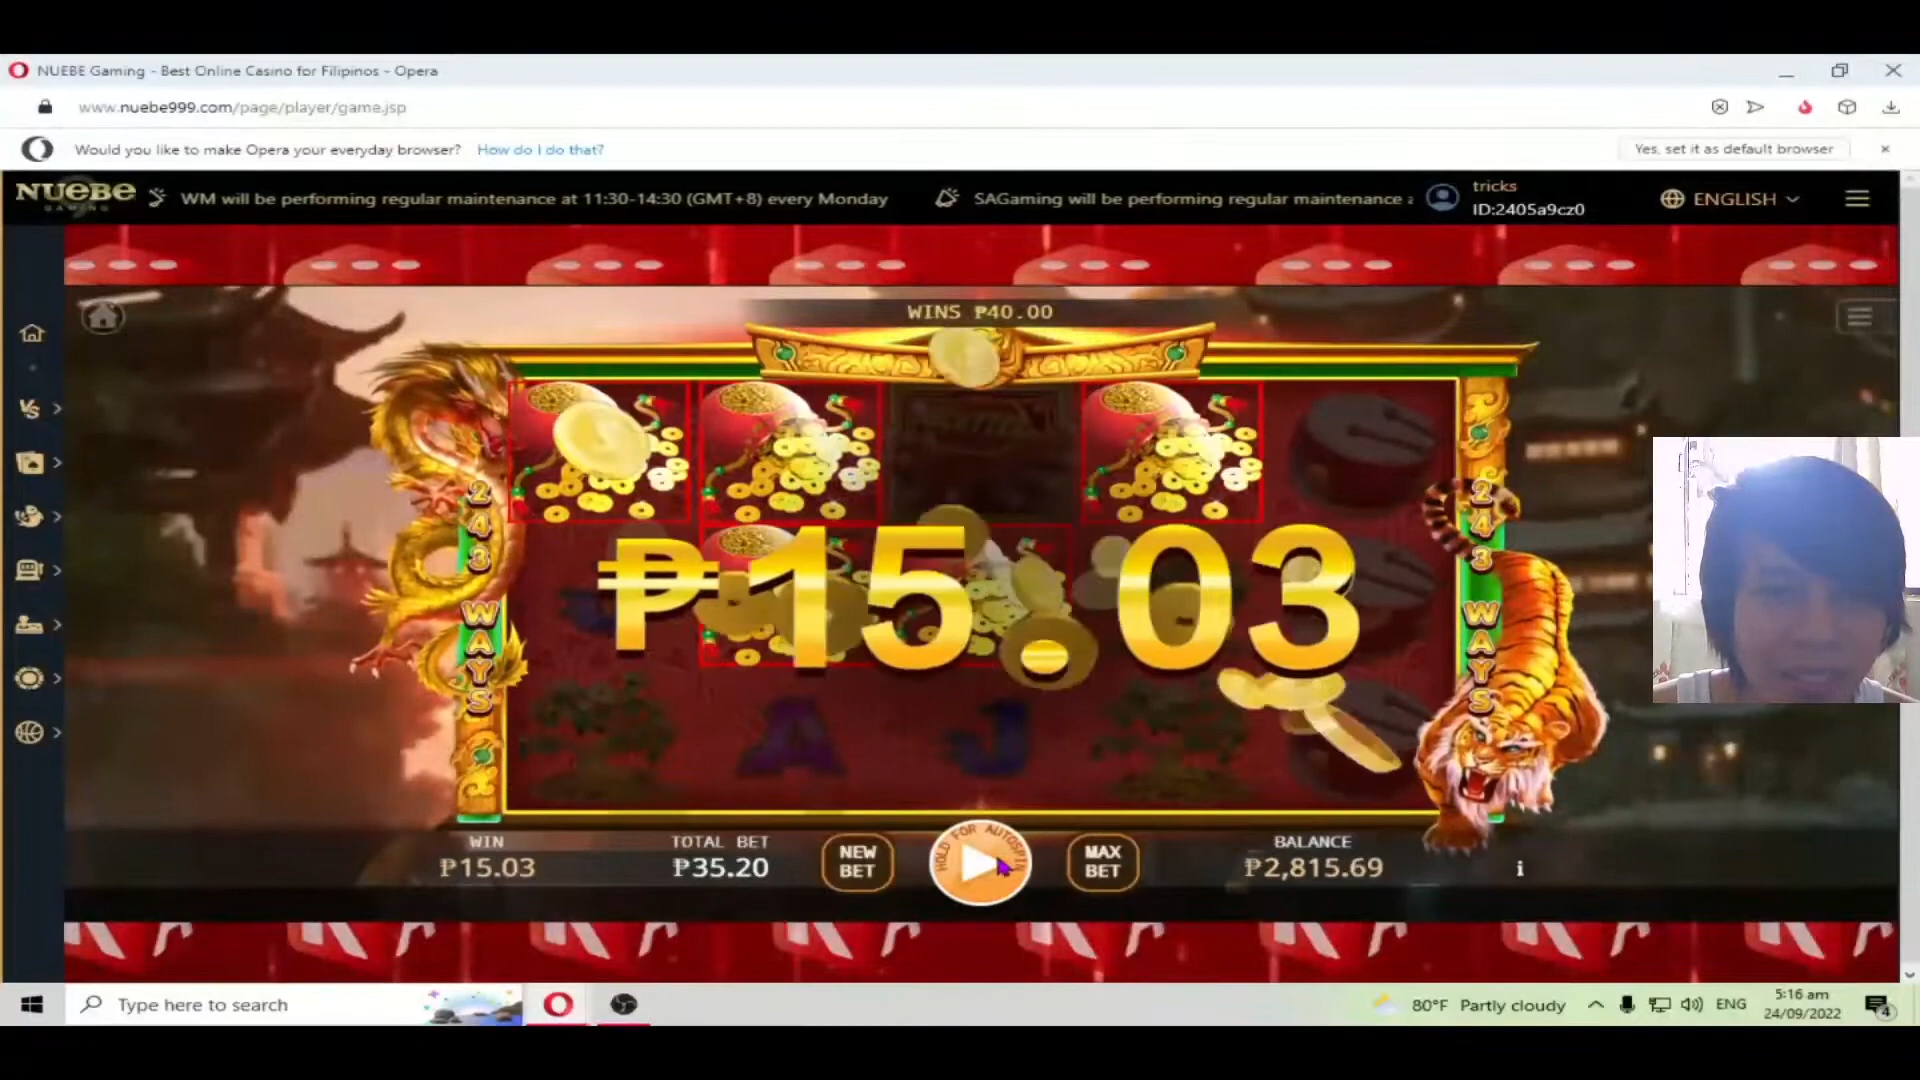 NUEBE Gaming - Best Online Casino for Filipinos - Opera
www.nuebe999.com/page/player/game.jsp
Would you like to make Opera your everyday browser? How do I do that?
Yes, set it as default browser
NUEBE
GAMING
WM will be performing regular maintenance at 11:30-14:30 (GMT+8) every Monday
SAGaming will be performing regular maintenance
tricks
ID:2405a9cz0
ENGLISH
WINS ₱40.00
243 WAYS
243 WAYS
₱15.03
A
J
WIN
₱15.03
TOTAL BET
₱35.20
NEW
BET
HOLD FOR AUTOSPIN
MAX
BET
BALANCE
₱2,815.69
i
Type here to search
80°F Partly cloudy
ENG
5:16 am
24/09/2022
4